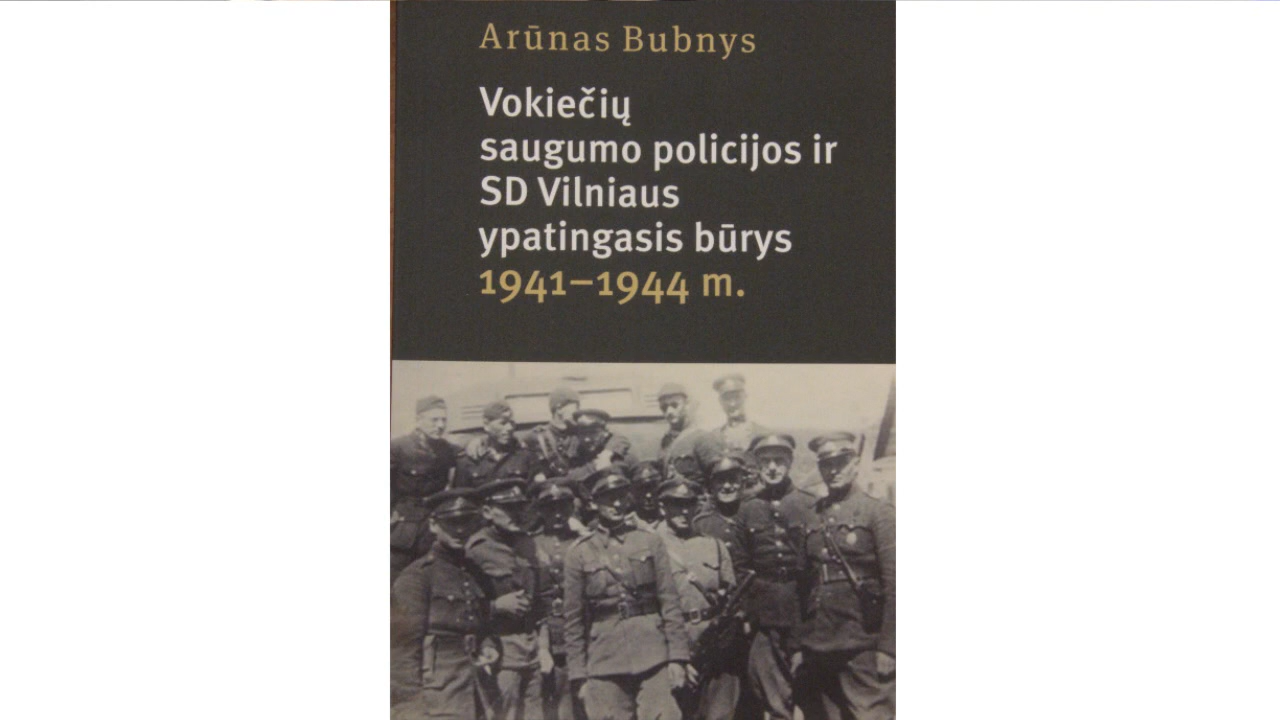 Arūnas Bubnys
Vokiečių
saugumo policijos ir
SD Vilniaus
ypatingasis būrys
1941–1944 m.